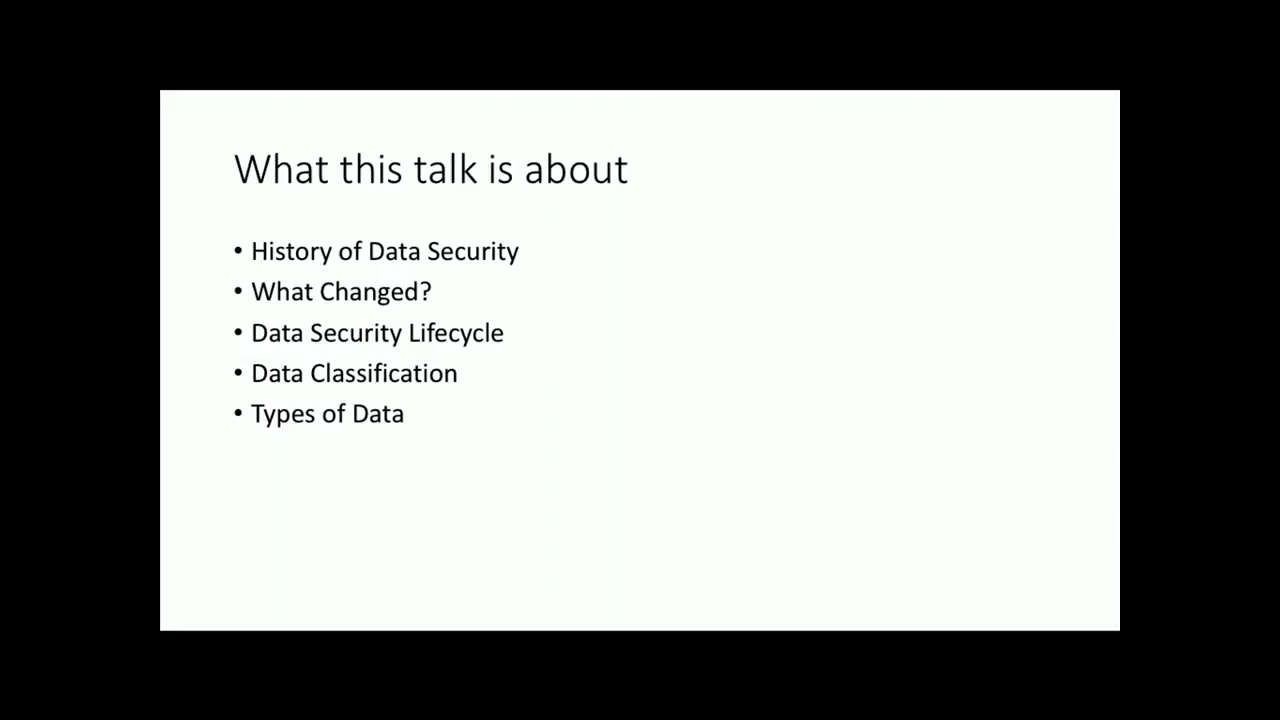 What this talk is about
• History of Data Security
• What Changed?
• Data Security Lifecycle
• Data Classification
• Types of Data